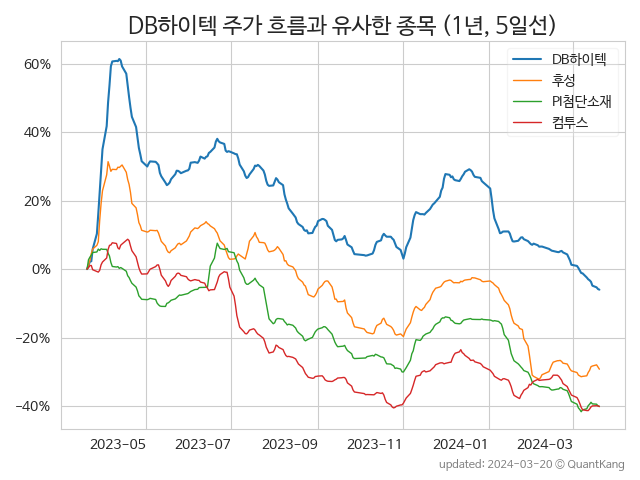 DB하이텍 주가 흐름과 유사한 종목 (1년, 5일선)
DB하이텍
후성
PI첨단소재
컴투스
60%
40%
20%
0%
−20%
−40%
2023-05
2023-07
2023-09
2023-11
2024-01
2024-03
updated: 2024-03-20 © QuantKang